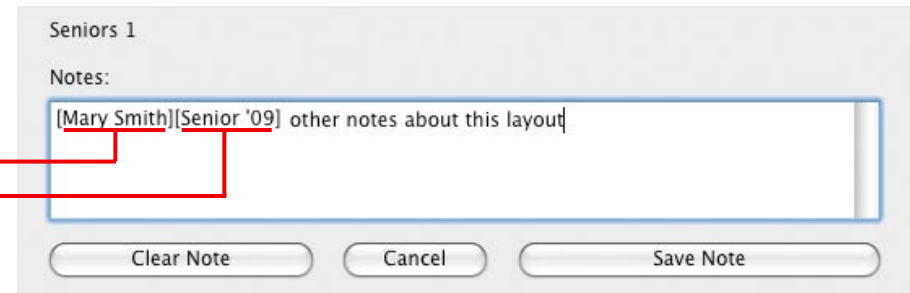 Seniors 1
Notes:
[Mary Smith][Senior '09] other notes about this layout
Clear Note
Cancel
Save Note